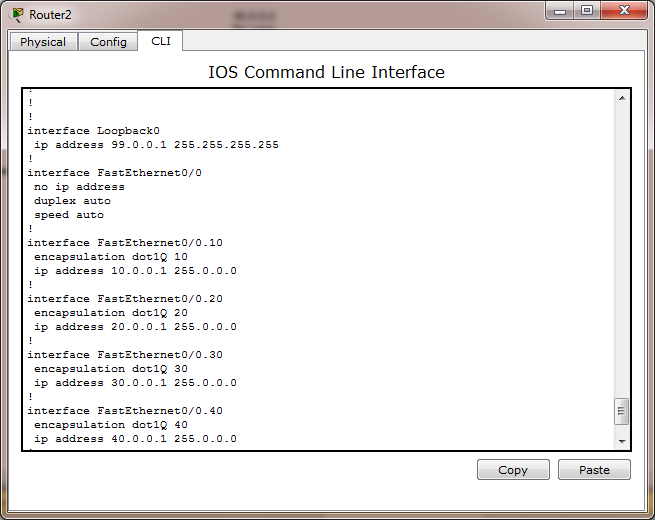 Router2
Physical Config CLI
IOS Command Line Interface
!
!
!
interface Loopback0
 ip address 99.0.0.1 255.255.255.255
!
interface FastEthernet0/0
 no ip address
 duplex auto
 speed auto
!
interface FastEthernet0/0.10
 encapsulation dot1Q 10
 ip address 10.0.0.1 255.0.0.0
!
interface FastEthernet0/0.20
 encapsulation dot1Q 20
 ip address 20.0.0.1 255.0.0.0
!
interface FastEthernet0/0.30
 encapsulation dot1Q 30
 ip address 30.0.0.1 255.0.0.0
!
interface FastEthernet0/0.40
 encapsulation dot1Q 40
 ip address 40.0.0.1 255.0.0.0
!
Copy Paste